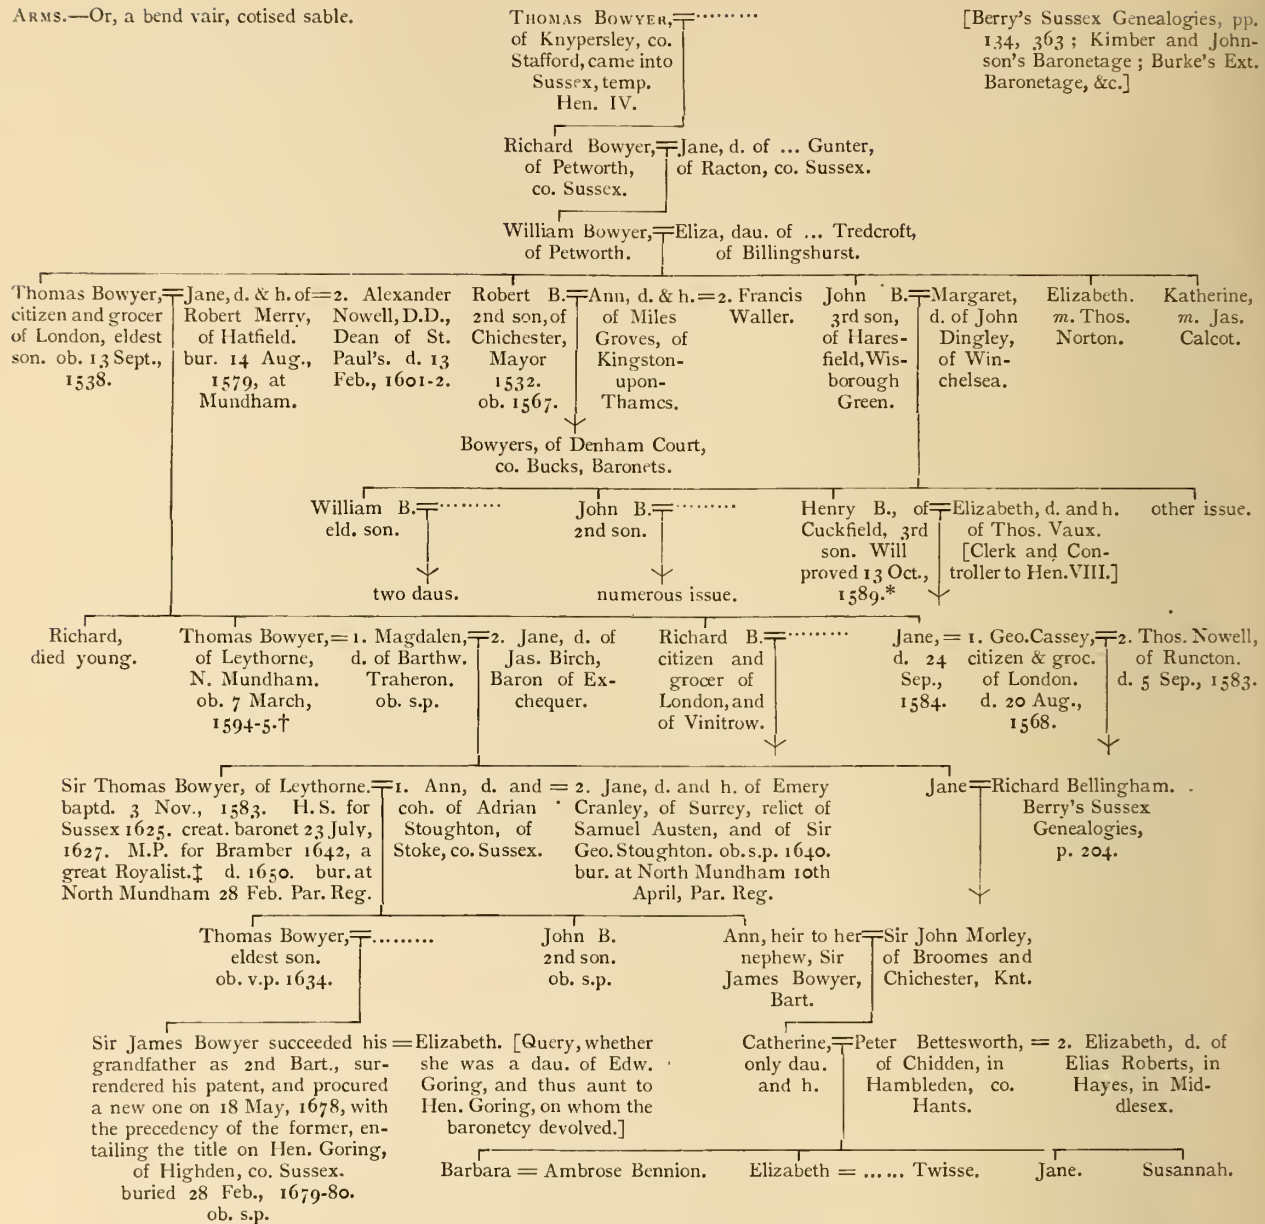 ARMS.—Or, a bend vair, cotised sable.
THOMAS BOWYER,=·········
of Knypersley, co.
Stafford, came into
Sussex, temp.
Hen. IV.
[Berry's Sussex Genealogies, pp.
134, 363 ; Kimber and John-
son's Baronetage ; Burke's Ext.
Baronetage, &c.]
Richard Bowyer,=
of Petworth,
co. Sussex.
Jane, d. of ... Gunter,
of Racton, co. Sussex.
William Bowyer,=
of Petworth.
Eliza, dau. of ... Tredcroft,
of Billingshurst.
Thomas Bowyer,=
citizen and grocer
of London, eldest
son. ob. 13 Sept.,
1538.
Jane, d. & h. of=
Robert Merry,
of Hatfield.
bur. 14 Aug.,
1579, at
Mundham.
2. Alexander
Nowell, D.D.,
Dean of St.
Paul's. d. 13
Feb., 1601-2.
Robert B.=
2nd son, of
Chichester,
Mayor
1532.
ob. 1567.
Ann, d. & h.=
of Miles
Groves, of
Kingston-
upon-
Thames.
2. Francis
Waller.
John B.=
3rd son,
of Hares-
field, Wis-
borough
Green.
Margaret,
d. of John
Dingley,
of Win-
chelsea.
Elizabeth.
m. Thos.
Norton.
Katherine,
m. Jas.
Calcot.
Bowyers, of Denham Court,
co. Bucks, Baronets.
William B.=·········
eld. son.
two daus.
John B.=·········
2nd son.
numerous issue.
Henry B., of=
Cuckfield, 3rd
son. Will
proved 13 Oct.,
1589.*
Elizabeth, d. and h.
of Thos. Vaux.
[Clerk and Con-
troller to Hen. VIII.]
other issue.
Richard,
died young.
Thomas Bowyer,=
of Leythorne,
N. Mundham.
ob. 7 March,
1594-5.†
1. Magdalen,=
d. of Barthw.
Traheron.
ob. s.p.
2. Jane, d. of
Jas. Birch,
Baron of Ex-
chequer.
Richard B.=·········
citizen and
grocer of
London, and
of Vinitrow.
Jane,=
d. 24
Sep.,
1584.
1. Geo. Cassey,=
citizen & groc.
of London.
d. 20 Aug.,
1568.
2. Thos. Nowell,
of Runcton.
d. 5 Sep., 1583.
Sir Thomas Bowyer, of Leythorne.=
baptd. 3 Nov., 1583. H.S. for
Sussex 1625. creat. baronet 23 July,
1627. M.P. for Bramber 1642, a
great Royalist.‡ d. 1650. bur. at
North Mundham 28 Feb. Par. Reg.
1. Ann, d. and =
coh. of Adrian
Stoughton, of
Stoke, co. Sussex.
2. Jane, d. and h. of Emery
Cranley, of Surrey, relict of
Samuel Austen, and of Sir
Geo. Stoughton. ob. s.p. 1640.
bur. at North Mundham 10th
April, Par. Reg.
Jane=
Richard Bellingham.
Berry's Sussex
Genealogies,
p. 204.
Thomas Bowyer,=.........
eldest son.
ob. v.p. 1634.
John B.
2nd son.
ob. s.p.
Ann, heir to her=
nephew, Sir
James Bowyer,
Bart.
Sir John Morley,
of Broomes and
Chichester, Knt.
Sir James Bowyer succeeded his =
grandfather as 2nd Bart., sur-
rendered his patent, and procured
a new one on 18 May, 1678, with
the precedency of the former, en-
tailing the title on Hen. Goring,
of Highden, co. Sussex.
buried 28 Feb., 1679-80.
ob. s.p.
Elizabeth. [Query, whether
she was a dau. of Edw.
Goring, and thus aunt to
Hen. Goring, on whom the
baronetcy devolved.]
Catherine,=
only dau.
and h.
Peter Bettesworth, =
of Chidden, in
Hambleden, co.
Hants.
2. Elizabeth, d. of
Elias Roberts, in
Hayes, in Mid-
dlesex.
Barbara = Ambrose Bennion.
Elizabeth = ...... Twisse.
Jane.
Susannah.